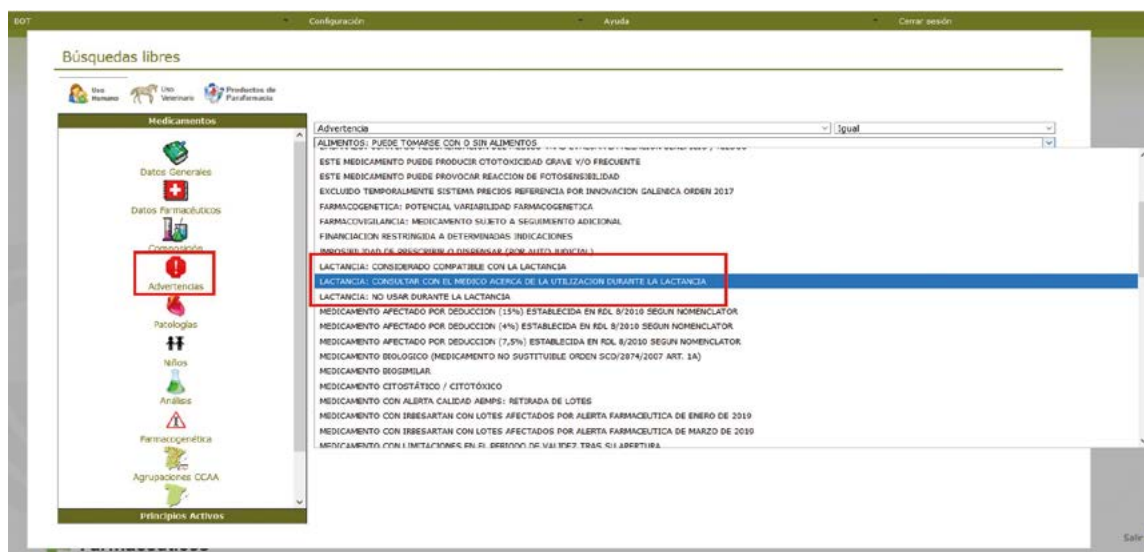 BOT Configuración Ayuda Cerrar sesión
Búsquedas libres
Uso Humano
Uso Veterinario
Productos de Parafarmacia
Medicamentos
Datos Generales
Datos Farmacéuticos
Composición
Advertencias
Patologías
Niños
Análisis
Farmacogenética
Agrupaciones CCAA
Principios Activos
Advertencia Igual
ALIMENTOS: PUEDE TOMARSE CON O SIN ALIMENTOS
ESTE MEDICAMENTO PUEDE PRODUCIR OTOTOXICIDAD GRAVE Y/O FRECUENTE
ESTE MEDICAMENTO PUEDE PROVOCAR REACCION DE FOTOSENSIBILIDAD
EXCLUIDO TEMPORALMENTE SISTEMA PRECIOS REFERENCIA POR INNOVACION GALENICA ORDEN 2017
FARMACOGENETICA: POTENCIAL VARIABILIDAD FARMACOGENETICA
FARMACOVIGILANCIA: MEDICAMENTO SUJETO A SEGUIMIENTO ADICIONAL
FINANCIACION RESTRINGIDA A DETERMINADAS INDICACIONES
IMPOSIBILIDAD DE PRESCRIBIR O DISPENSAR (POR AUTO JUDICIAL)
LACTANCIA: CONSIDERADO COMPATIBLE CON LA LACTANCIA
LACTANCIA: CONSULTAR CON EL MEDICO ACERCA DE LA UTILIZACION DURANTE LA LACTANCIA
LACTANCIA: NO USAR DURANTE LA LACTANCIA
MEDICAMENTO AFECTADO POR DEDUCCION (15%) ESTABLECIDA EN RDL 8/2010 SEGUN NOMENCLATOR
MEDICAMENTO AFECTADO POR DEDUCCION (4%) ESTABLECIDA EN RDL 8/2010 SEGUN NOMENCLATOR
MEDICAMENTO AFECTADO POR DEDUCCION (7,5%) ESTABLECIDA EN RDL 8/2010 SEGUN NOMENCLATOR
MEDICAMENTO BIOLOGICO (MEDICAMENTO NO SUSTITUIBLE ORDEN SCO/2874/2007 ART. 1A)
MEDICAMENTO BIOSIMILAR
MEDICAMENTO CITOSTÁTICO / CITOTÓXICO
MEDICAMENTO CON ALERTA CALIDAD AEMPS: RETIRADA DE LOTES
MEDICAMENTO CON IRBESARTAN CON LOTES AFECTADOS POR ALERTA FARMACEUTICA DE ENERO DE 2019
MEDICAMENTO CON IRBESARTAN CON LOTES AFECTADOS POR ALERTA FARMACEUTICA DE MARZO DE 2019
MEDICAMENTO CON LIMITACIONES EN EL PERIODO DE VALIDEZ TRAS SU APERTURA
Salir